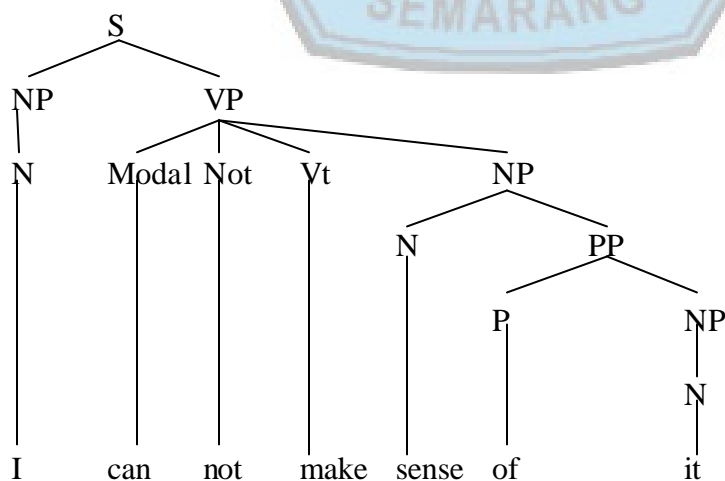 SEMARANG
S
NP VP
N Modal Not Vt NP
N PP
P NP
N
I can not make sense of it